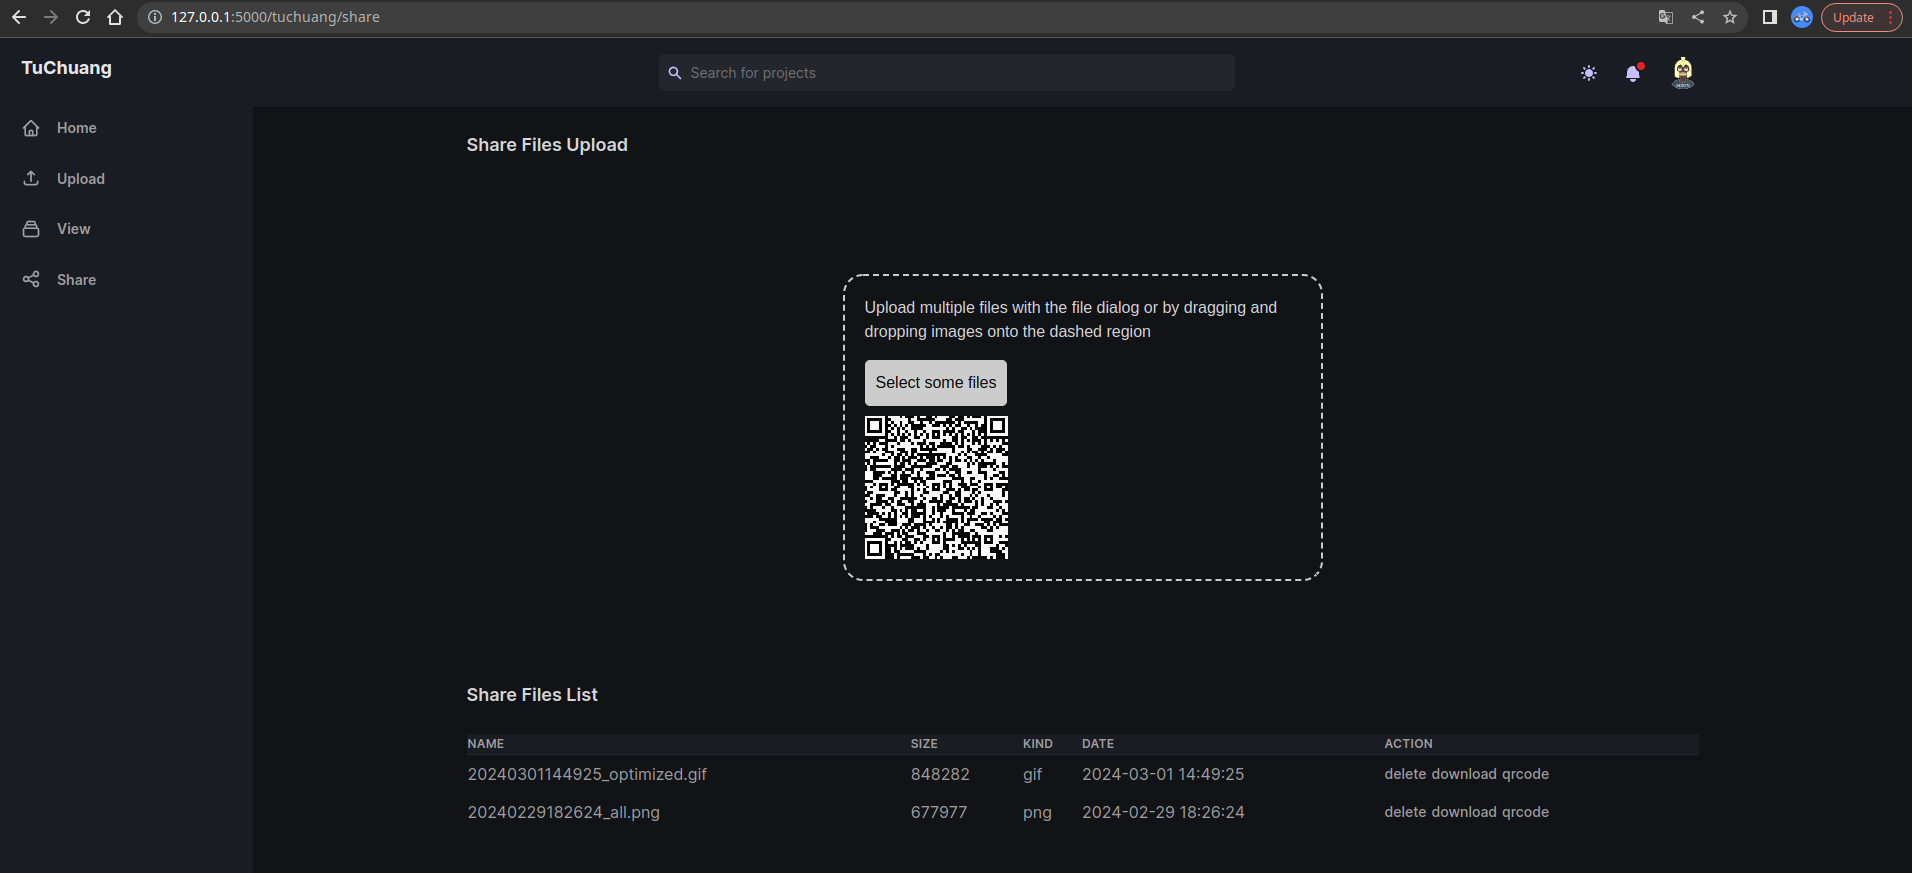 127.0.0.1:5000/tuchuang/share
Update
TuChuang
Search for projects
Home
Upload
View
Share
Share Files Upload
Upload multiple files with the file dialog or by dragging and
dropping images onto the dashed region
Select some files
Share Files List
NAME SIZE KIND DATE ACTION
20240301144925_optimized.gif 848282 gif 2024-03-01 14:49:25 delete download qrcode
20240229182624_all.png 677977 png 2024-02-29 18:26:24 delete download qrcode